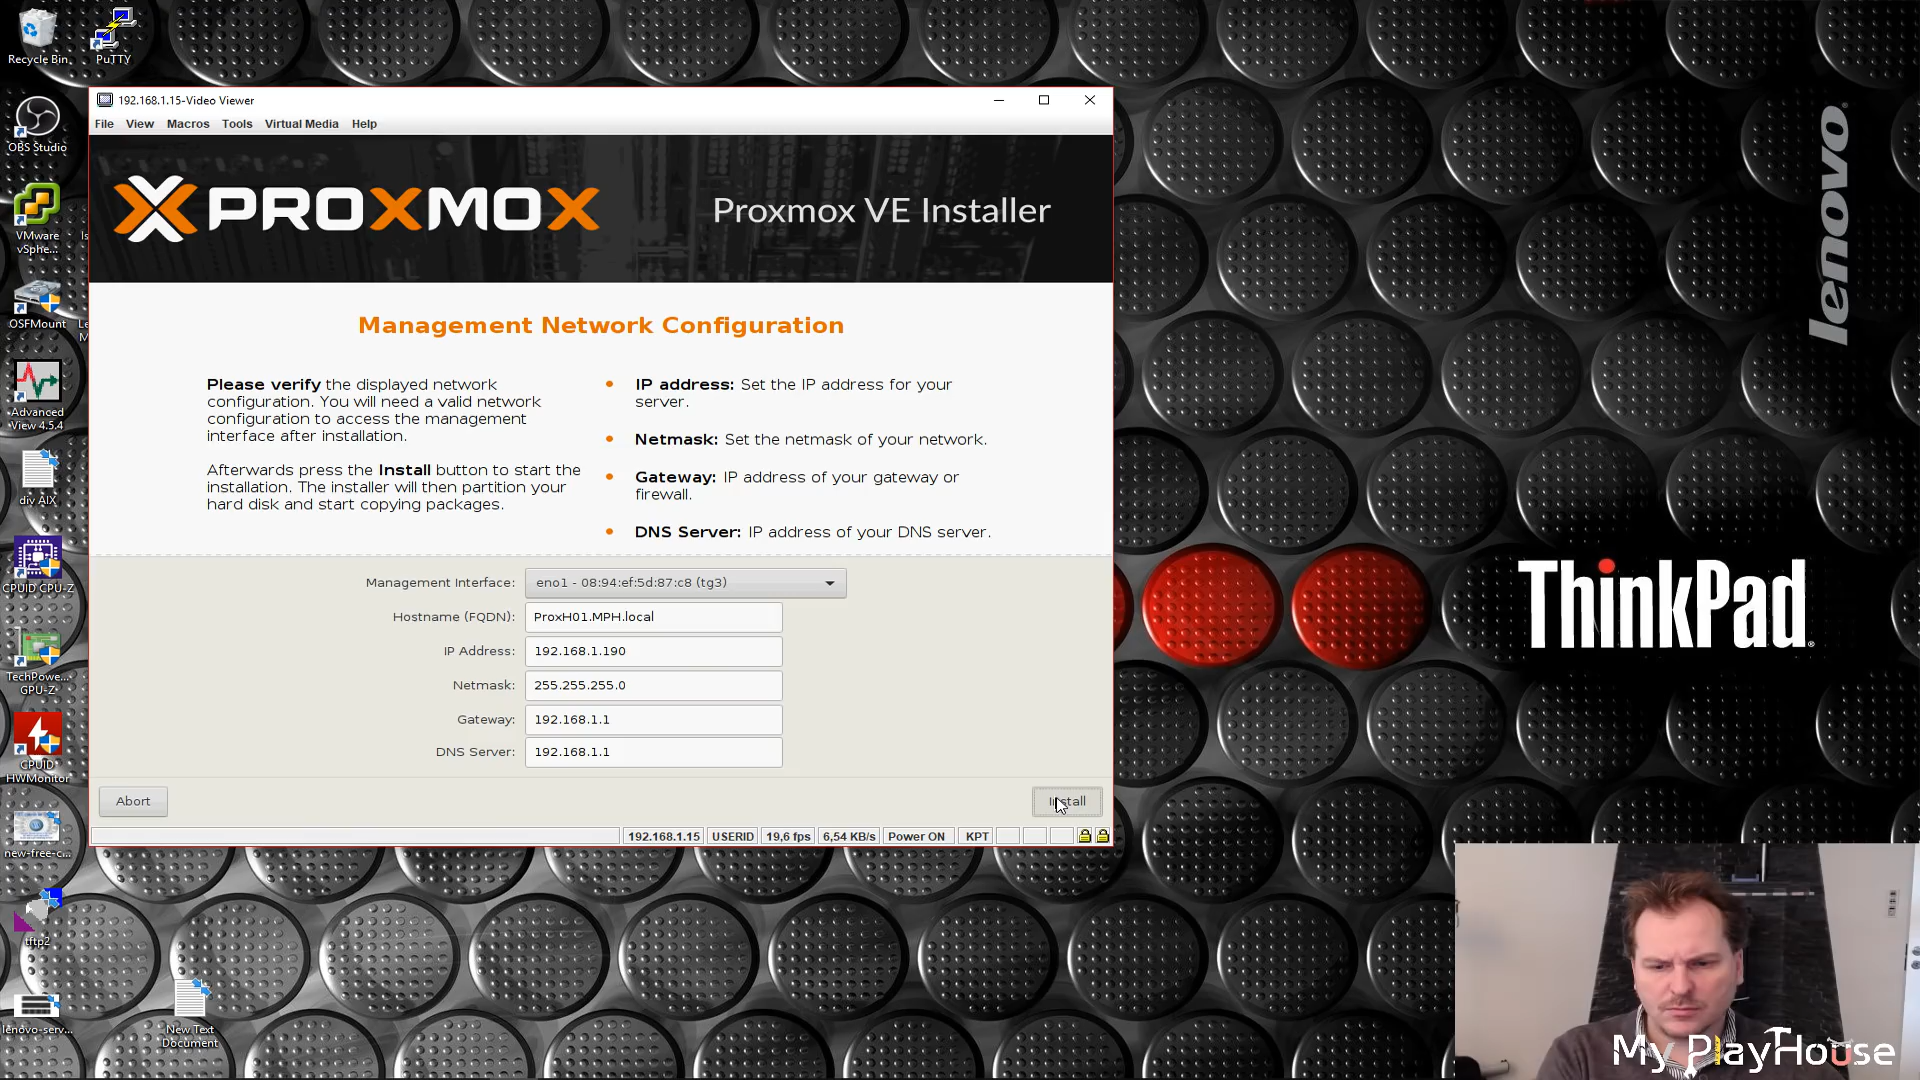 Recycle Bin
PuTTY
OBS Studio
VMware
vSphe...
OSFMount
Advanced
View 4.5.4
diy AIX
CPUID CPU-Z
TechPowe...
GPU-Z
CPUID
HWMonitor
new-free-c...
tftp2
lenovo-serv...
New Text
Document
192.168.1.15-Video Viewer
File View Macros Tools Virtual Media Help
PROXMOX
Proxmox VE Installer
Management Network Configuration
Please verify the displayed network
configuration. You will need a valid network
configuration to access the management
interface after installation.
Afterwards press the Install button to start the
installation. The installer will then partition your
hard disk and start copying packages.
IP address: Set the IP address for your
server.
Netmask: Set the netmask of your network.
Gateway: IP address of your gateway or
firewall.
DNS Server: IP address of your DNS server.
Management Interface: eno1 - 08:94:ef:5d:87:c8 (tg3)
Hostname (FQDN): ProxH01.MPH.local
IP Address: 192.168.1.190
Netmask: 255.255.255.0
Gateway: 192.168.1.1
DNS Server: 192.168.1.1
Abort
Install
192.168.1.15 USERID 19,6 fps 6,54 KB/s Power ON KPT
lenovo
ThinkPad
My PlayHouse